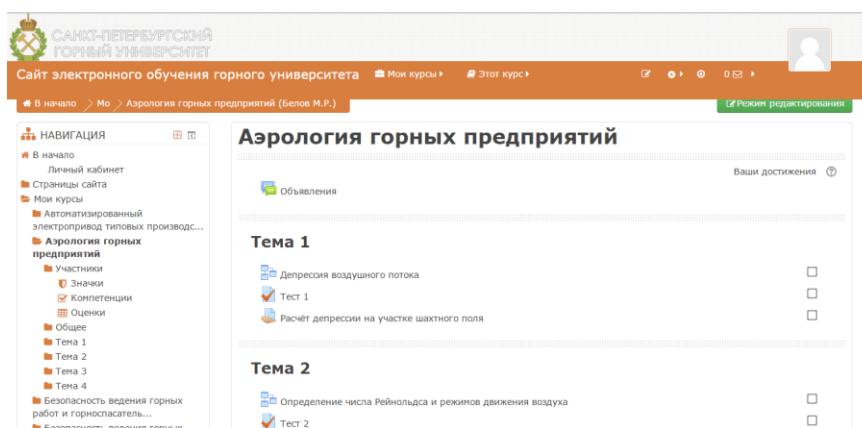 САНКТ-ПЕТЕРБУРГСКИЙ
ГОРНЫЙ УНИВЕРСИТЕТ
Сайт электронного обучения горного университета Мои курсы Этот курс 0
В начало Мо Аэрология горных предприятий (Белов М.Р.) Режим редактирования
НАВИГАЦИЯ
В начало
Личный кабинет
Страницы сайта
Мои курсы
Автоматизированный
электропривод типовых производс...
Аэрология горных
предприятий
Участники
Значки
Компетенции
Оценки
Общее
Тема 1
Тема 2
Тема 3
Тема 4
Безопасность ведения горных
работ и горноспасатель...
Безопасность ведения горных
Аэрология горных предприятий
Ваши достижения
Объявления
Тема 1
Депрессия воздушного потока
Тест 1
Расчёт депрессии на участке шахтного поля
Тема 2
Определение числа Рейнольдса и режимов движения воздуха
Тест 2